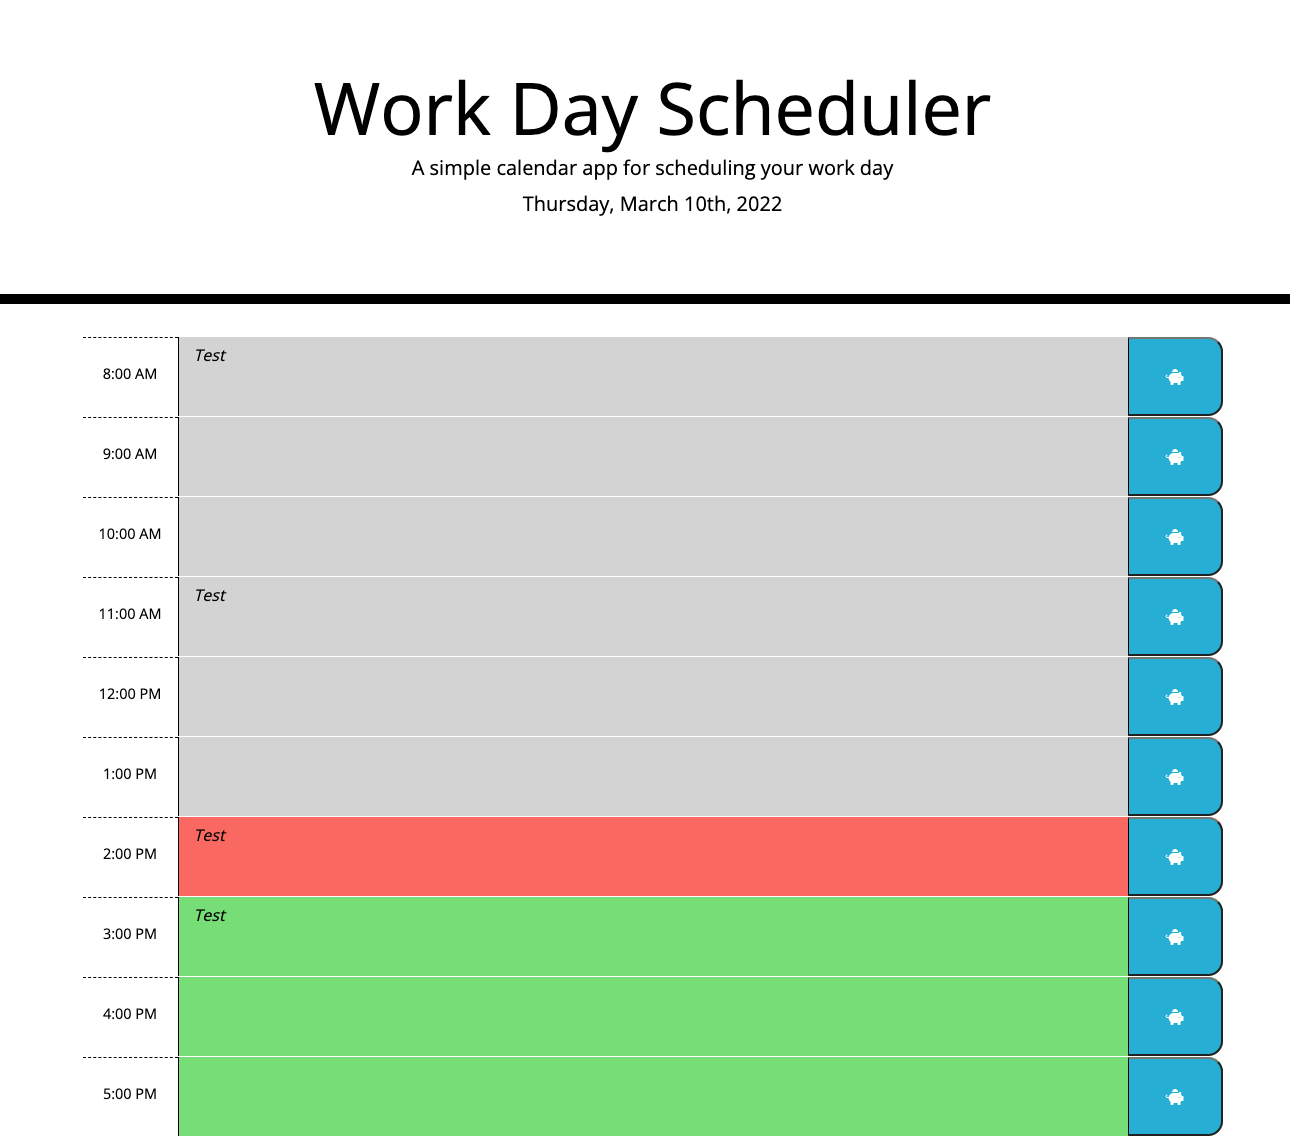 Work Day Scheduler
A simple calendar app for scheduling your work day
Thursday, March 10th, 2022
8:00 AM
Test
9:00 AM
10:00 AM
11:00 AM
Test
12:00 PM
1:00 PM
2:00 PM
Test
3:00 PM
Test
4:00 PM
5:00 PM